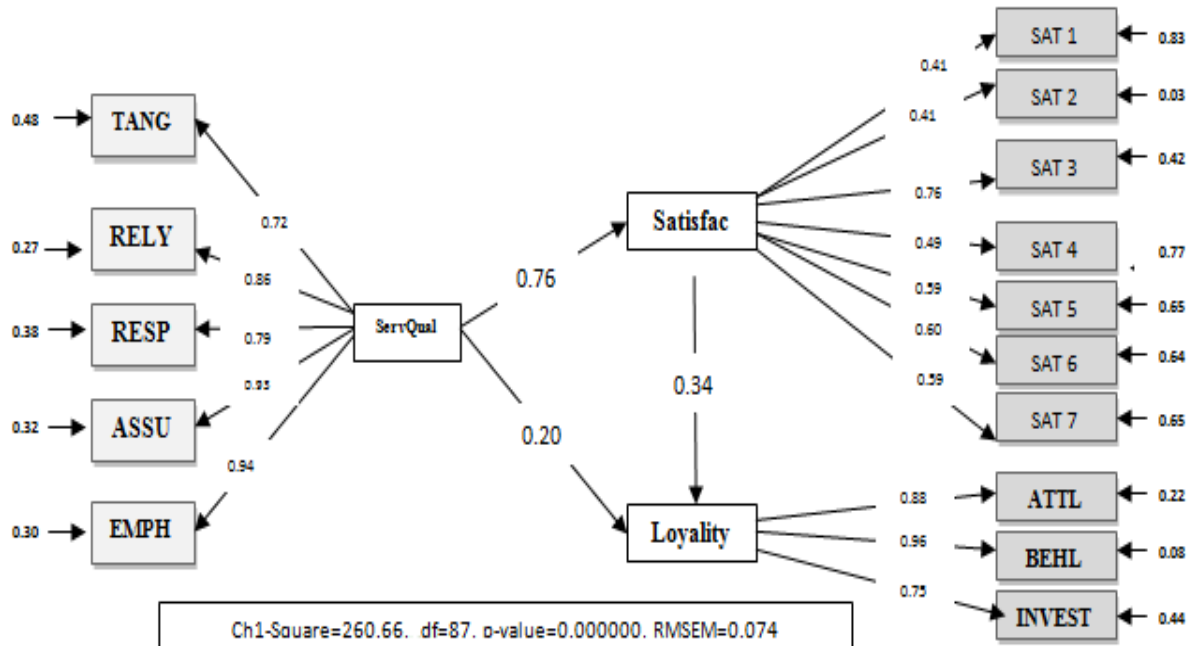 0.48
TANG
0.72
0.27
RELY
0.86
0.38
RESP
0.79
0.32
ASSU
0.93
0.30
EMPH
0.94
ServQual
0.76
0.20
Satisfac
0.34
Loyality
0.41
SAT 1
0.83
0.41
SAT 2
0.03
0.76
SAT 3
0.42
0.49
SAT 4
0.77
0.59
SAT 5
0.65
0.60
SAT 6
0.64
0.59
SAT 7
0.65
0.88
ATTL
0.22
0.96
BEHL
0.08
0.75
INVEST
0.44
Ch1-Square=260.66, df=87, p-value=0.000000, RMSEM=0.074